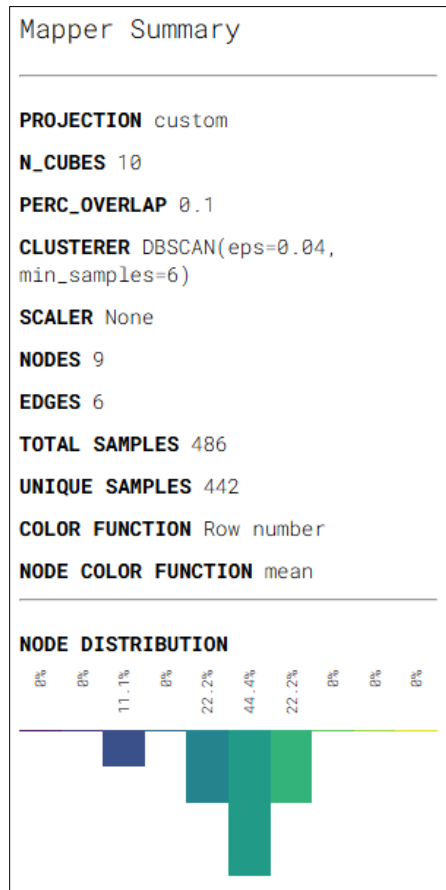 Mapper Summary
PROJECTION custom
N_CUBES 10
PERC_OVERLAP 0.1
CLUSTERER DBSCAN(eps=0.04,
min_samples=6)
SCALER None
NODES 9
EDGES 6
TOTAL SAMPLES 486
UNIQUE SAMPLES 442
COLOR FUNCTION Row number
NODE COLOR FUNCTION mean
NODE DISTRIBUTION
0% 0% 11.1% 0% 22.2% 44.4% 22.2% 0% 0% 0%